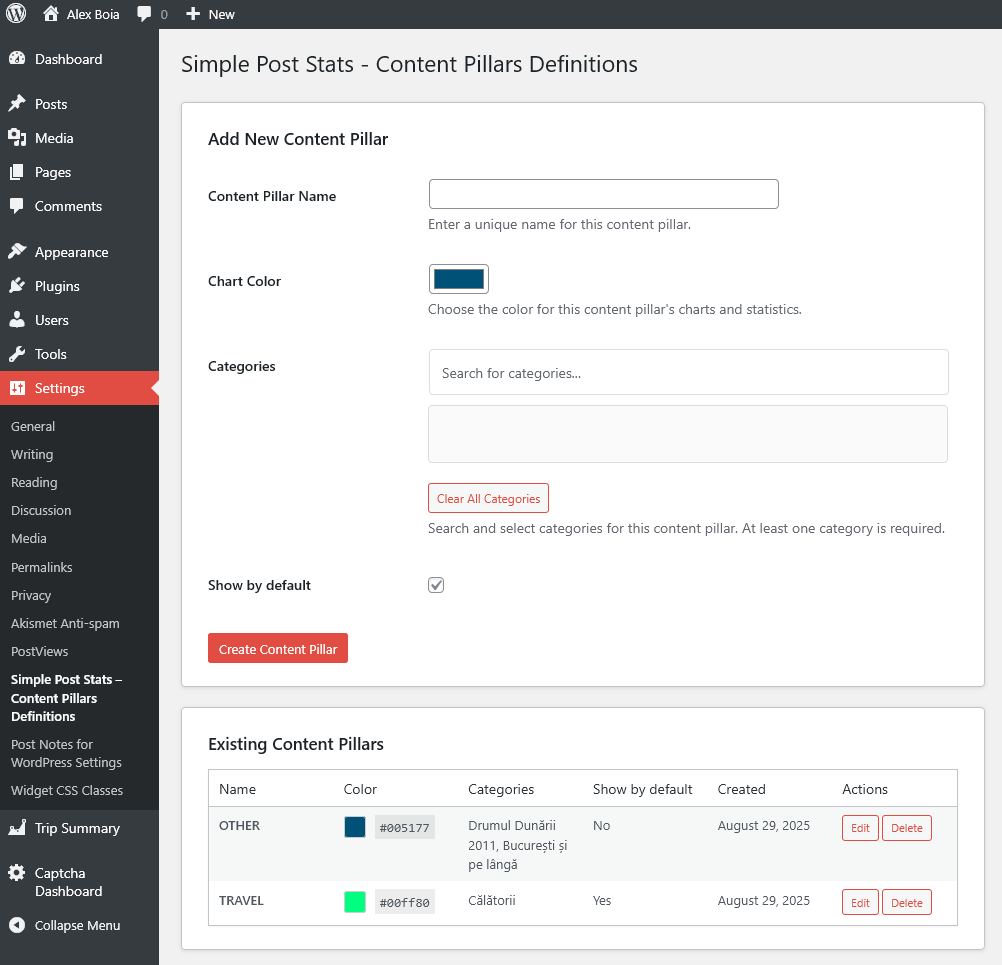 Alex Boia 0 New
Dashboard
Posts
Media
Pages
Comments
Appearance
Plugins
Users
Tools
Settings
General
Writing
Reading
Discussion
Media
Permalinks
Privacy
Akismet Anti-spam
PostViews
Simple Post Stats –
Content Pillars
Definitions
Post Notes for
WordPress Settings
Widget CSS Classes
Trip Summary
Captcha
Dashboard
Collapse Menu
Simple Post Stats - Content Pillars Definitions
Add New Content Pillar
Content Pillar Name
Enter a unique name for this content pillar.
Chart Color
Choose the color for this content pillar's charts and statistics.
Categories
Search for categories...
Clear All Categories
Search and select categories for this content pillar. At least one category is required.
Show by default
Create Content Pillar
Existing Content Pillars
Name Color Categories Show by default Created Actions
OTHER #005177 Drumul Dunării No August 29, 2025 Edit Delete
2011, București și
pe lângă
TRAVEL #00ff80 Călătorii Yes August 29, 2025 Edit Delete